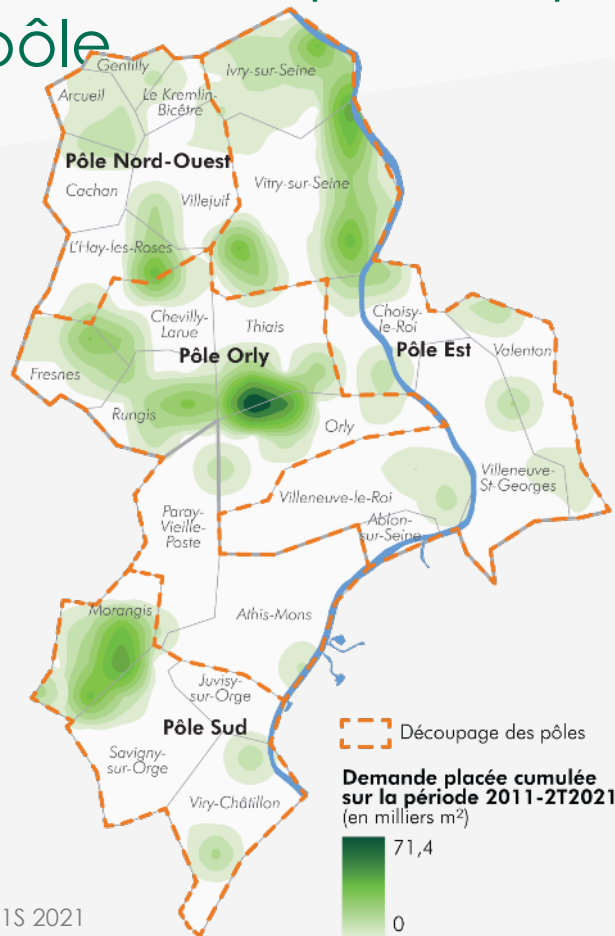 pôle
Gentilly
Ivry-sur-Seine
Arcueil
Le Kremlin-
Bicêtre
Pôle Nord-Ouest
Vitry-sur-Seine
Cachan
Villejuif
L'Haÿ-les-Roses
Chevilly-
Larue
Thiais
Choisy-
le-Roi
Pôle Orly
Pôle Est
Valenton
Fresnes
Rungis
Orly
Villeneuve-
St-Georges
Villeneuve-le-Roi
Paray-
Vieille-
Poste
Ablon-
sur-Seine
Morangis
Athis-Mons
Juvisy-
sur-Orge
Pôle Sud
Savigny-
sur-Orge
Viry-Châtillon
Découpage des pôles
Demande placée cumulée
sur la période 2011-2T2021
(en milliers m²)
71,4
0
1S 2021